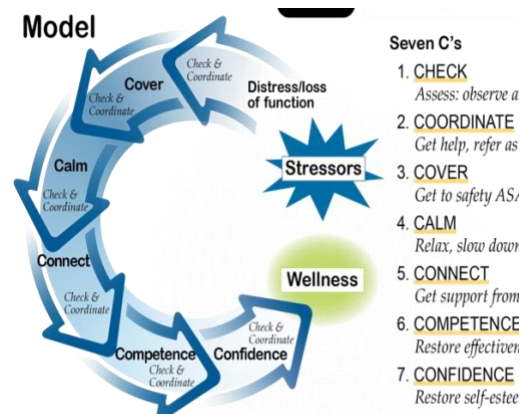 Model
Check &
Coordinate
Cover
Check &
Coordinate
Distress/loss
of function
Calm
Check &
Coordinate
Stressors
Connect
Check &
Coordinate
Wellness
Competence
Check &
Coordinate
Confidence
Check &
Coordinate
Seven C's
1. CHECK
Assess: observe a
2. COORDINATE
Get help, refer as
3. COVER
Get to safety ASA
4. CALM
Relax, slow down
5. CONNECT
Get support from
6. COMPETENCE
Restore effectiven
7. CONFIDENCE
Restore self-estee